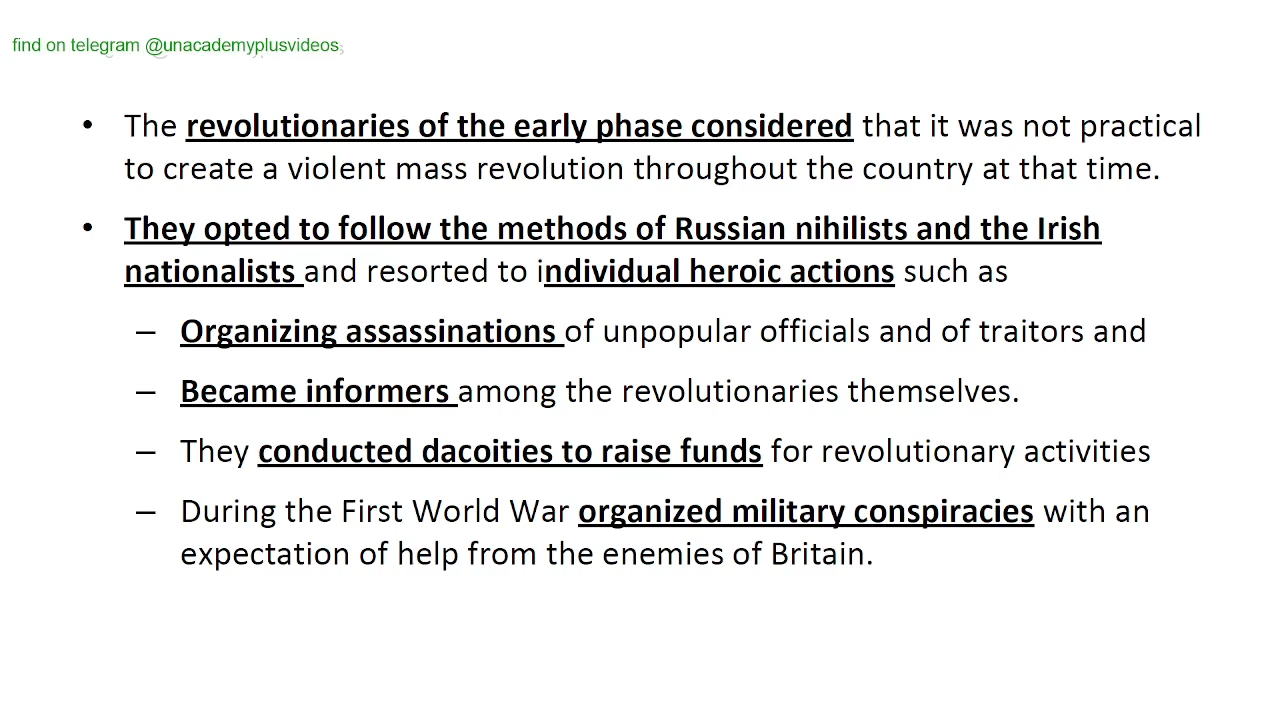 find on telegram @unacademyplusvideos
• The revolutionaries of the early phase considered that it was not practical
to create a violent mass revolution throughout the country at that time.
• They opted to follow the methods of Russian nihilists and the Irish
nationalists and resorted to individual heroic actions such as
– Organizing assassinations of unpopular officials and of traitors and
– Became informers among the revolutionaries themselves.
– They conducted dacoities to raise funds for revolutionary activities
– During the First World War organized military conspiracies with an
expectation of help from the enemies of Britain.